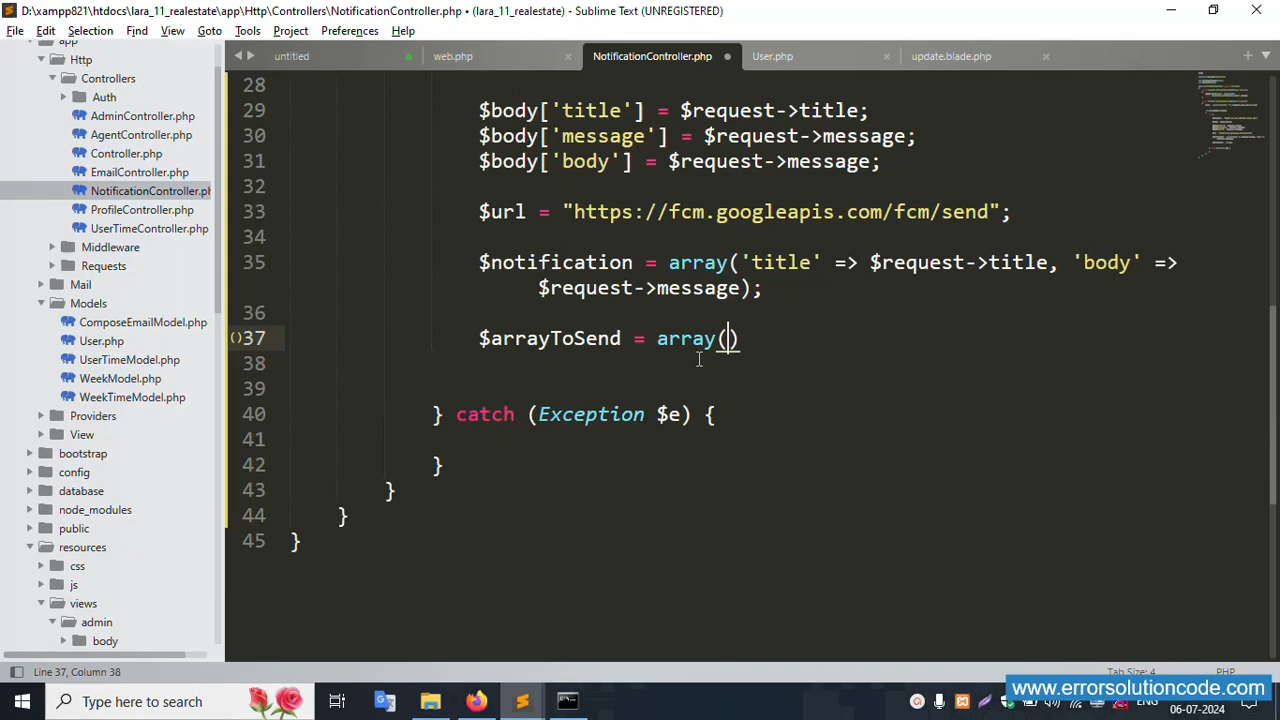 D:\xampp821\htdocs\lara_11_realestate\app\Http\Controllers\NotificationController.php • (lara_11_realestate) - Sublime Text (UNREGISTERED)
File Edit Selection Find View Goto Tools Project Preferences Help
app
Http
Controllers
Auth
AdminController.php
AgentController.php
Controller.php
EmailController.php
NotificationController.ph
ProfileController.php
UserTimeController.php
Middleware
Requests
Mail
Models
ComposeEmailModel.php
User.php
UserTimeModel.php
WeekModel.php
WeekTimeModel.php
Providers
View
bootstrap
config
database
node_modules
public
resources
css
js
views
admin
body
untitled web.php NotificationController.php User.php update.blade.php
28
29 $body['title'] = $request->title;
30 $body['message'] = $request->message;
31 $body['body'] = $request->message;
32
33 $url = "https://fcm.googleapis.com/fcm/send";
34
35 $notification = array('title' => $request->title, 'body' =>
$request->message);
36
37 $arrayToSend = array()
38
39
40 } catch (Exception $e) {
41
42 }
43 }
44 }
45 }
Line 37, Column 38 Tab Size: 4 PHP
Type here to search
ENG
06-07-2024
www.errorsolutioncode.com